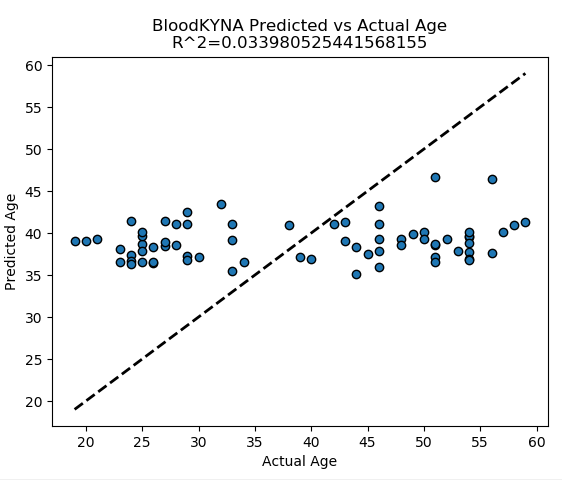 BloodKYNA Predicted vs Actual Age
R^2=0.033980525441568155
60
55
50
45
40
35
30
25
20
Predicted Age
20 25 30 35 40 45 50 55 60
Actual Age